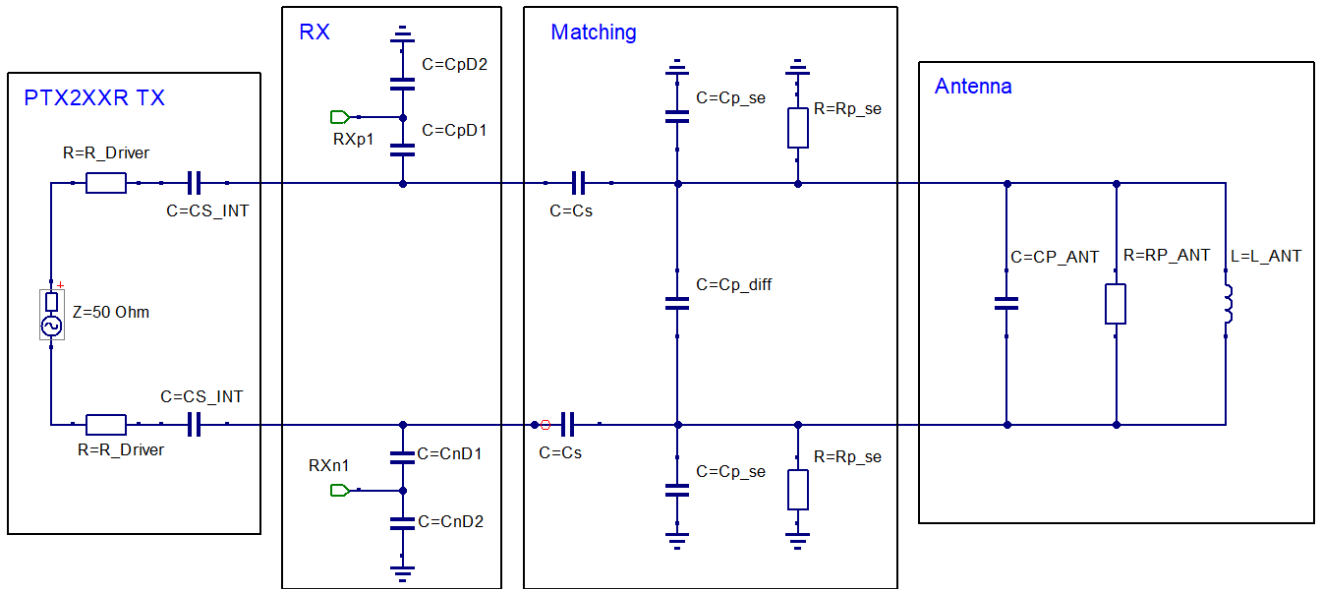 PTX2XXR TX
R=R_Driver
C=CS_INT
+
Z=50 Ohm
C=CS_INT
R=R_Driver
RX
C=CpD2
RXp1
C=CpD1
RXn1
C=CnD1
C=CnD2
Matching
C=Cp_se
R=Rp_se
C=Cs
C=Cp_diff
C=Cs
C=Cp_se
R=Rp_se
Antenna
C=CP_ANT
R=RP_ANT
L=L_ANT